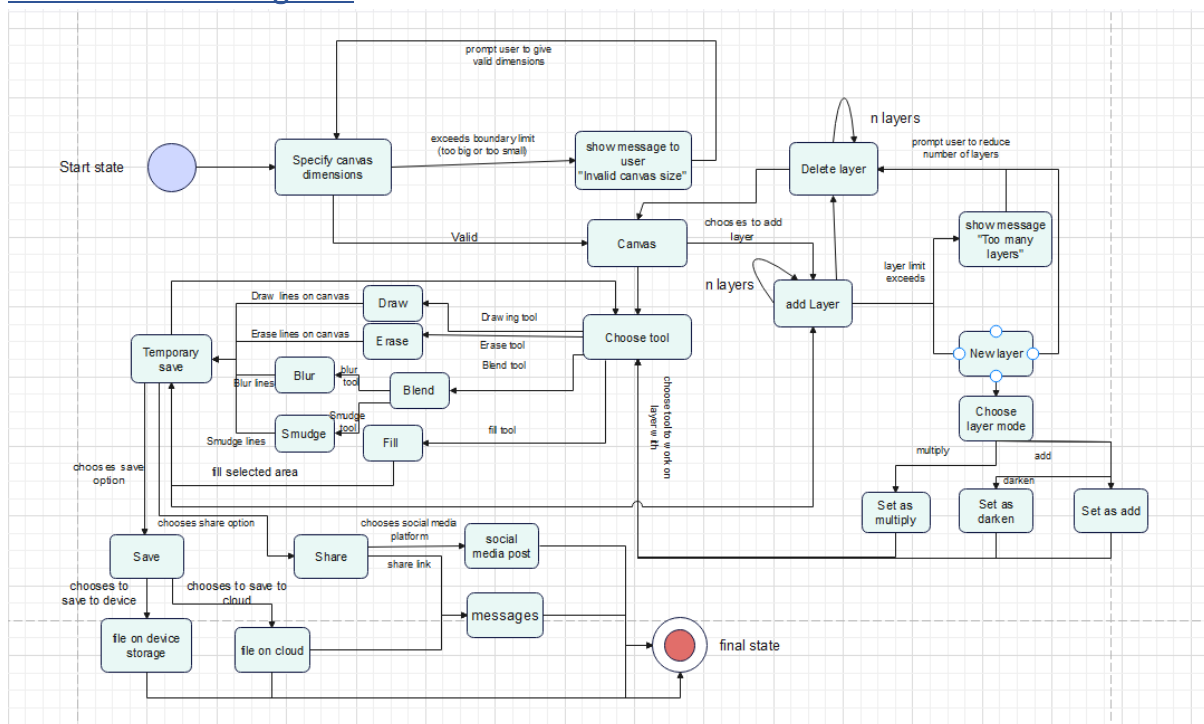 prompt user to give
valid dimensions
n layers
exceeds boundary limit
(too big or too small)
prompt user to reduce
number of layers
Start state
Specify canvas
dimensions
show message to
user
"Invalid canvas size"
Delete layer
chooses to add
layer
show message
"Too many
layers"
Valid
Canvas
layer limit
exceeds
n layers
add Layer
Draw lines on canvas
Draw
Drawing tool
Choose tool
Erase lines on canvas
Erase
Erase tool
Temporary
save
Blend tool
New layer
Blur
blur
tool
Blur lines
Blend
choose tool to work on
layer with
Choose
layer mode
Smudge
Smudge
tool
Smudge lines
Fill
fill tool
multiply
add
chooses save
option
fill selected area
darken
Set as
multiply
Set as
darken
Set as add
chooses share option
chooses social media
platform
social
media post
Save
Share
share link
chooses to
save to device
chooses to save to
cloud
messages
file on device
storage
file on cloud
final state